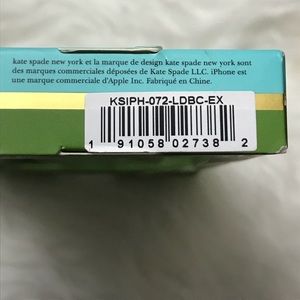 kate spade new york et la marque de design kate spade new york sont
des marques commerciales déposées de Kate Spade LLC. iPhone est
une marque commerciale d'Apple Inc. Fabriqué en Chine.
KSIPH-072-LDBC-EX
1 91058 02738 2